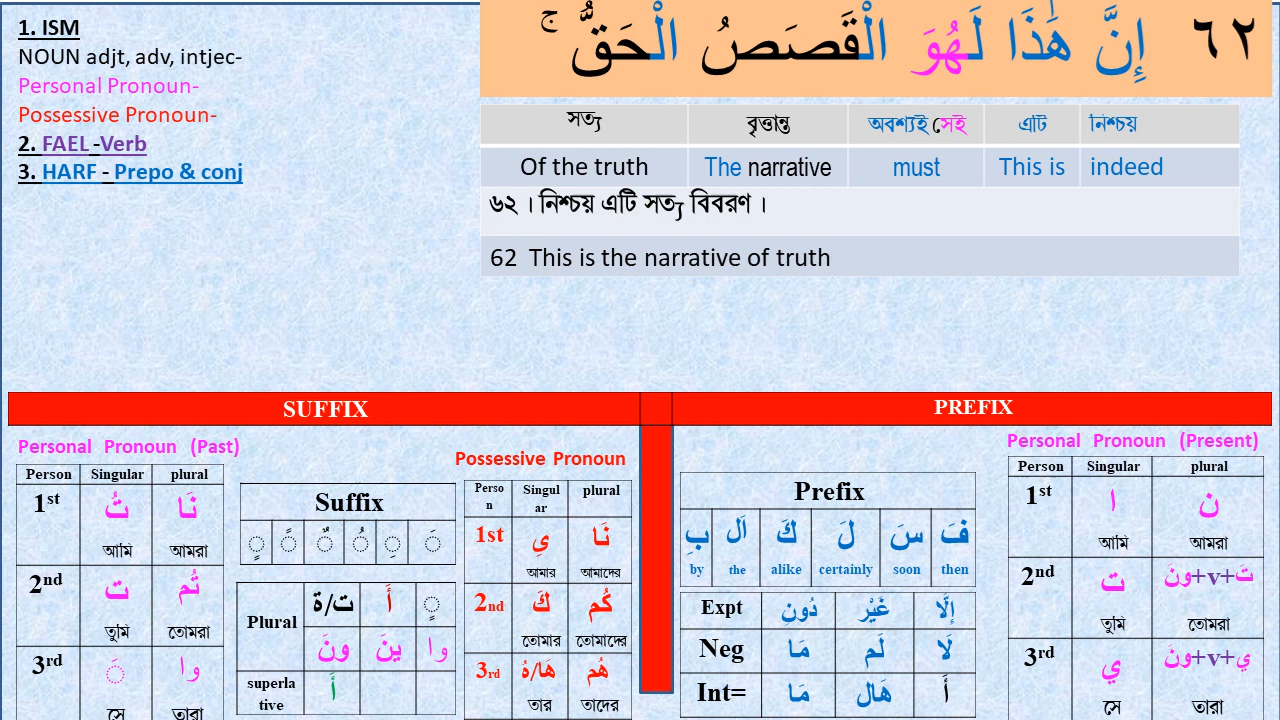 1. ISM
NOUN adjt, adv, intjec-
Personal Pronoun-
Possessive Pronoun-
2. FAEL -Verb
3. HARF - Prepo & conj
٦٢ إِنَّ هَٰذَا لَهُوَ الْقَصَصُ الْحَقُّ ۚ
সত্য বৃত্তান্ত অবশ্যই সেই এটি নিশ্চয়
Of the truth The narrative must This is indeed
৬২ । নিশ্চয় এটি সত্য বিবরণ ।
62 This is the narrative of truth
SUFFIX
Personal Pronoun (Past)
Person Singular plural
1st تُ نَا
আমি আমরা
2nd ت تُم
তুমি তোমরা
3rd َ وا
সে তারা
Suffix
ٍ ً ٌ ُ ِ َ
Plural ت/ة أَ ٍ
ونَ ينَ وا
superla tive أَ
Possessive Pronoun
Perso n Singul ar plural
1st ىِ نَا
আমার আমাদের
2nd كَ كُم
তোমার তোমাদের
3rd هَا/هُ هُم
তার তাদের
PREFIX
Prefix
بِ اَل كَ لَ سَ فَ
by the alike certainly soon then
Expt دُونِ غَيْرُ إِلَّا
Neg مَا لَم لَا
Int= مَا هَال أَ
Personal Pronoun (Present)
Person Singular plural
1st ا ن
আমি আমরা
2nd ت تَ+v+ونَ
তুমি তোমরা
3rd ي ي+v+ونَ
সে তারা